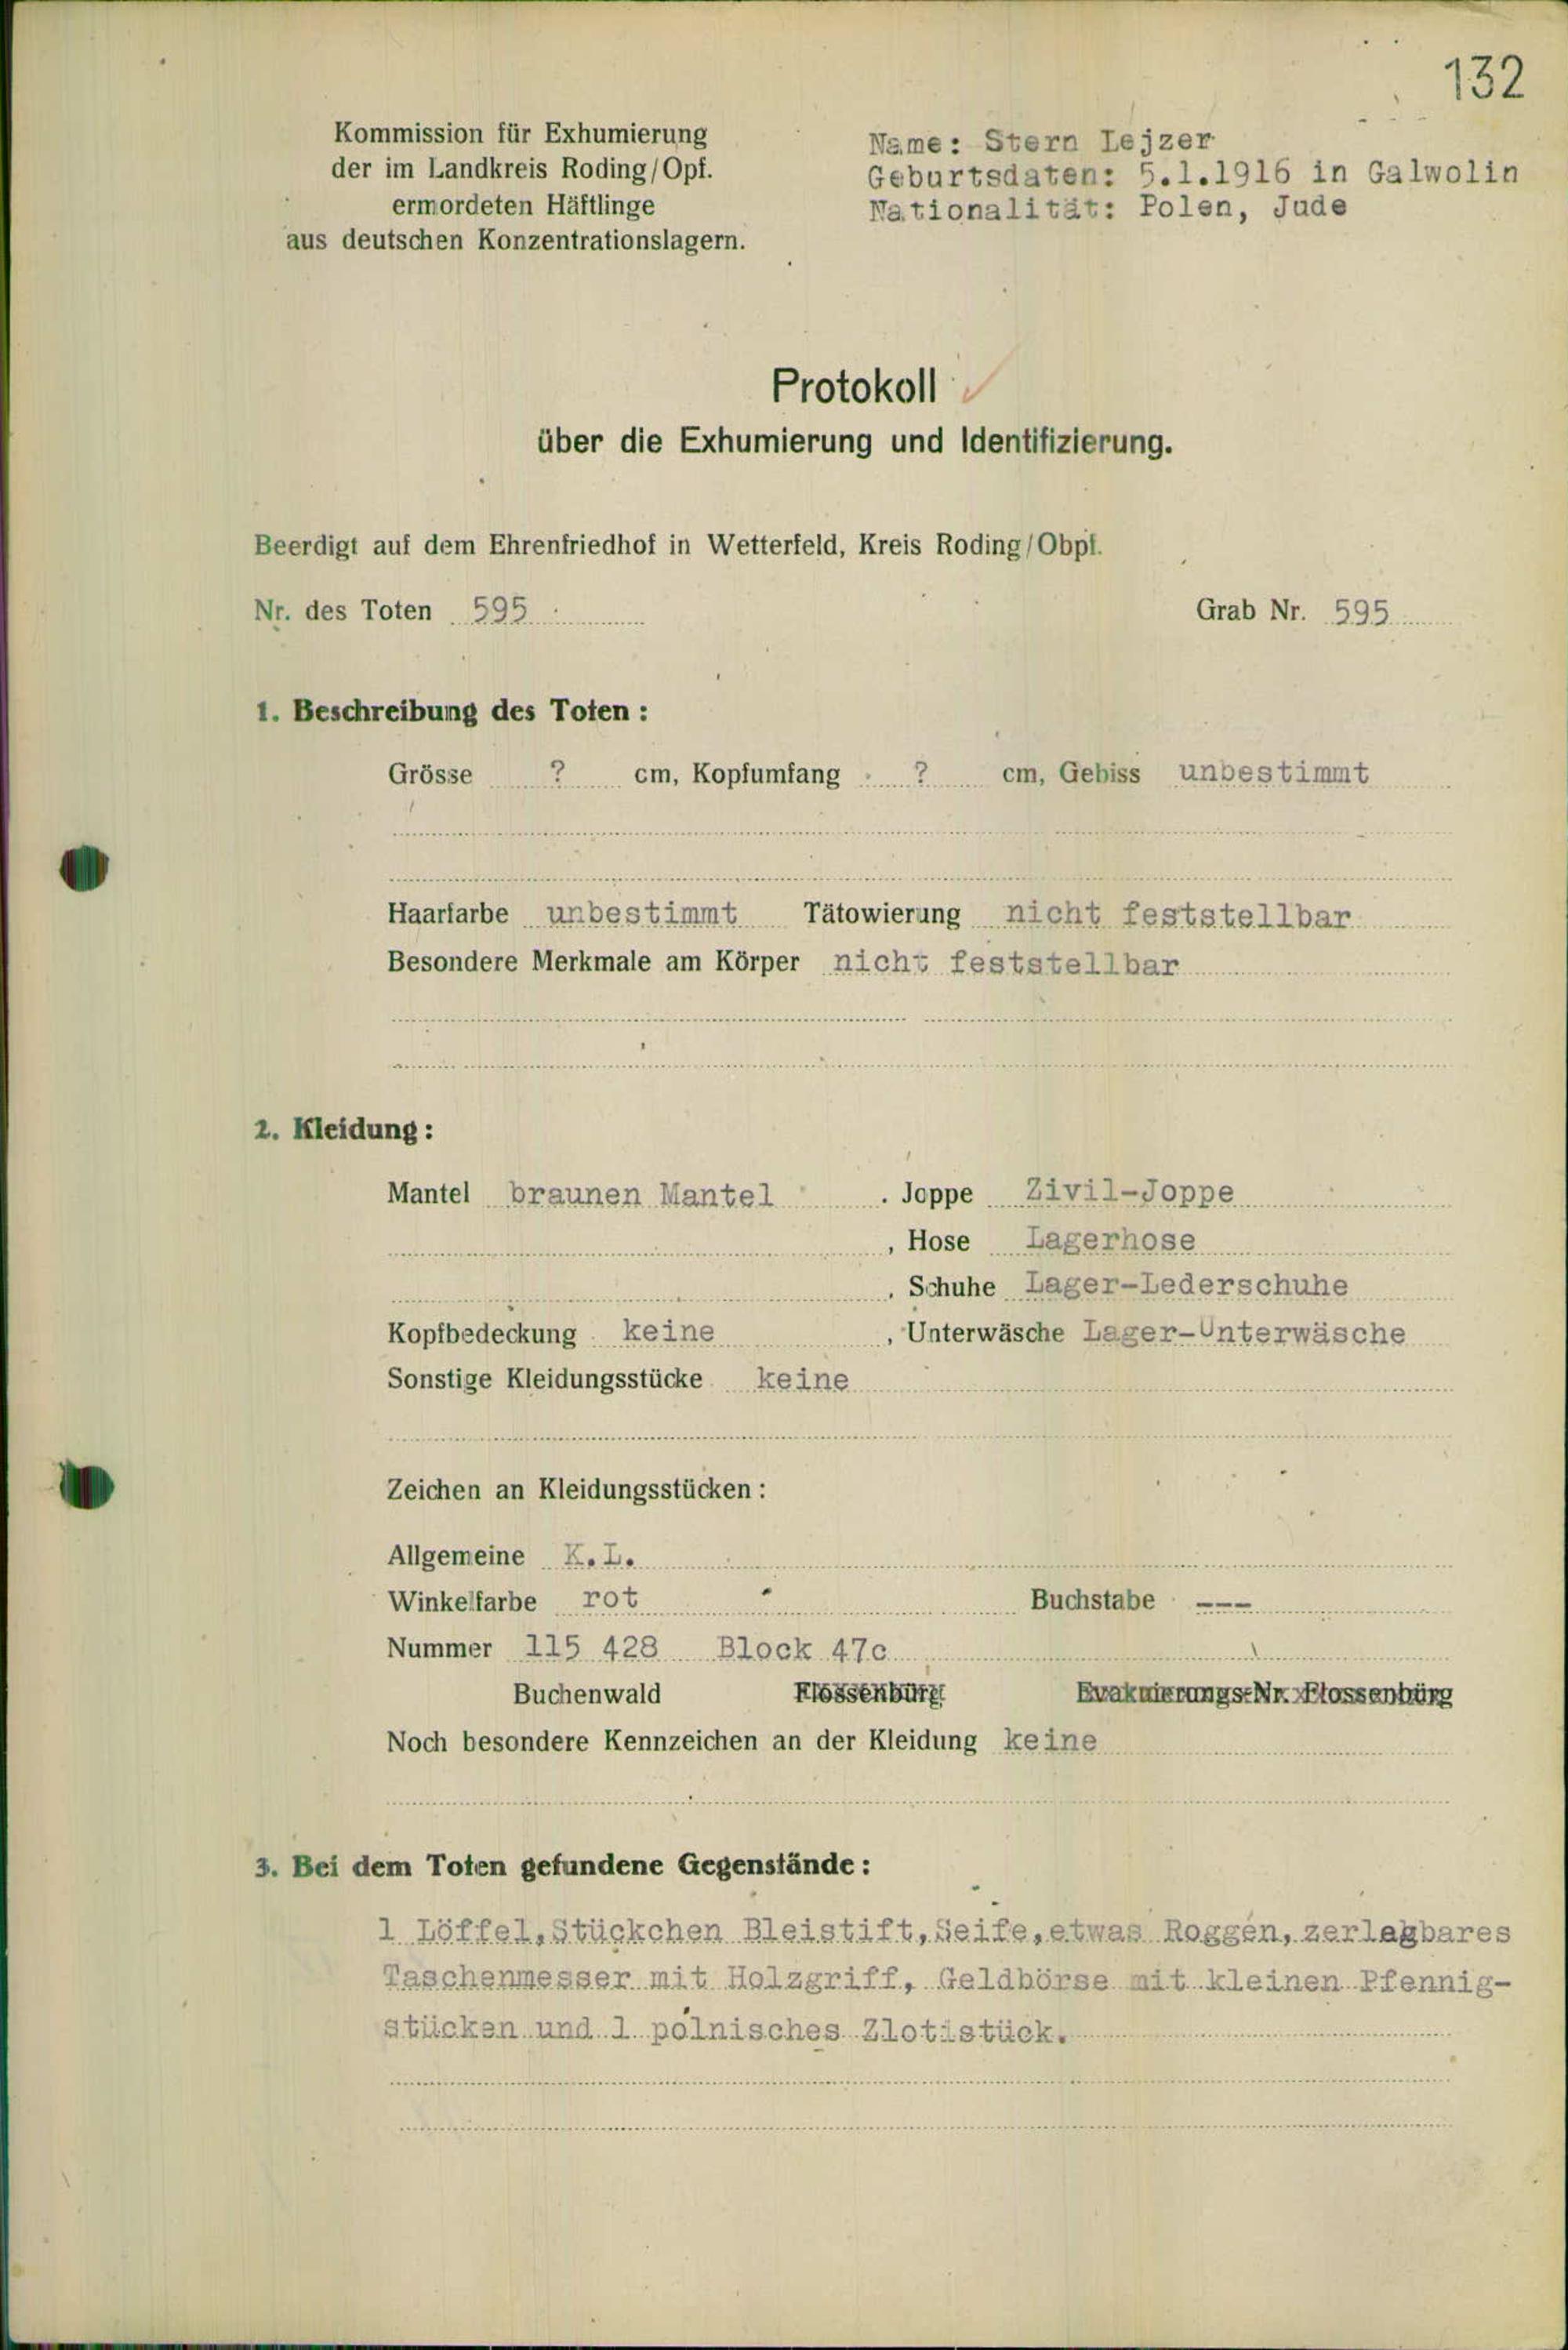 132
Kommission für Exhumierung
der im Landkreis Roding/Opf.
ermordeten Häftlinge
aus deutschen Konzentrationslagern.
Name: Stern Lejzer
Geburtsdaten: 5.1.1916 in Galwolin
Nationalität: Polen, Jude
Protokoll
über die Exhumierung und Identifizierung.
Beerdigt auf dem Ehrenfriedhof in Wetterfeld, Kreis Roding/Obpf.
Nr. des Toten 595 Grab Nr. 595
1. Beschreibung des Toten :
Grösse ? cm, Kopfumfang ? cm, Gebiss unbestimmt
Haarfarbe unbestimmt Tätowierung nicht feststellbar
Besondere Merkmale am Körper nicht feststellbar
2. Kleidung :
Mantel braunen Mantel . Joppe Zivil-Joppe
, Hose Lagerhose
, Schuhe Lager-Lederschuhe
Kopfbedeckung keine , Unterwäsche Lager-Unterwäsche
Sonstige Kleidungsstücke keine
Zeichen an Kleidungsstücken :
Allgemeine K.L.
Winkelfarbe rot Buchstabe ---
Nummer 115 428 Block 47c
Buchenwald Flossenbürg Evakuierungs-Nr. Flossenbürg
Noch besondere Kennzeichen an der Kleidung keine
3. Bei dem Toten gefundene Gegenstände :
1 Löffel,Stückchen Bleistift,Seife,etwas Roggen, zerlegbares
Taschenmesser mit Holzgriff, Geldbörse mit kleinen Pfennig-
stücken und 1 polnisches Zlotistück.